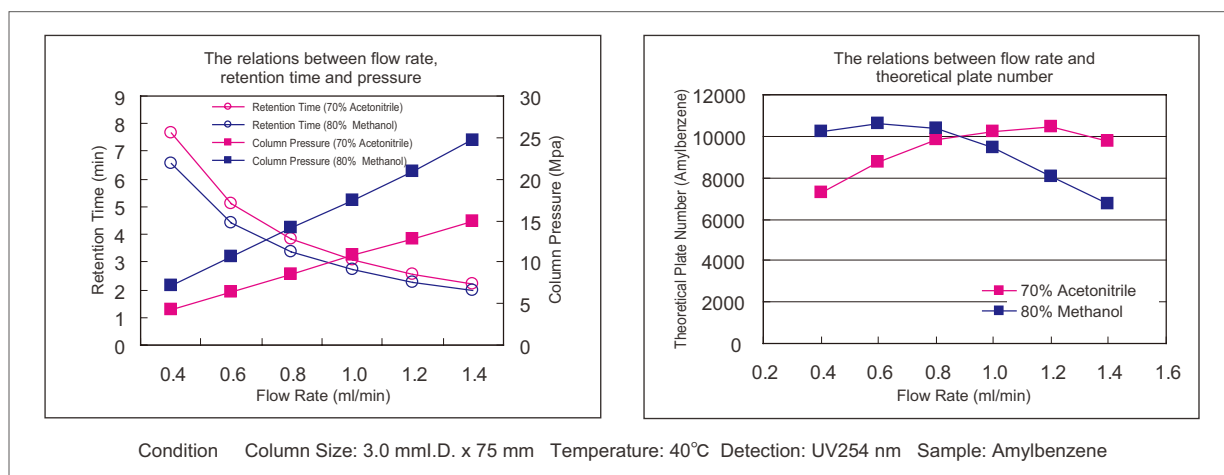 The relations between flow rate,
retention time and pressure
Retention Time (70% Acetonitrile)
Retention Time (80% Methanol)
Column Pressure (70% Acetonitrile)
Column Pressure (80% Methanol)
Retention Time (min)
9
8
7
6
5
4
3
2
1
0
Column Pressure (Mpa)
30
25
20
15
10
5
0
0.4 0.6 0.8 1.0 1.2 1.4
Flow Rate (ml/min)
The relations between flow rate and
theoretical plate number
Theoretical Plate Number (Amylbenzene)
12000
10000
8000
6000
4000
2000
0
70% Acetonitrile
80% Methanol
0.2 0.4 0.6 0.8 1.0 1.2 1.4 1.6
Flow Rate (ml/min)
Condition Column Size: 3.0 mmI.D. x 75 mm Temperature: 40℃ Detection: UV254 nm Sample: Amylbenzene